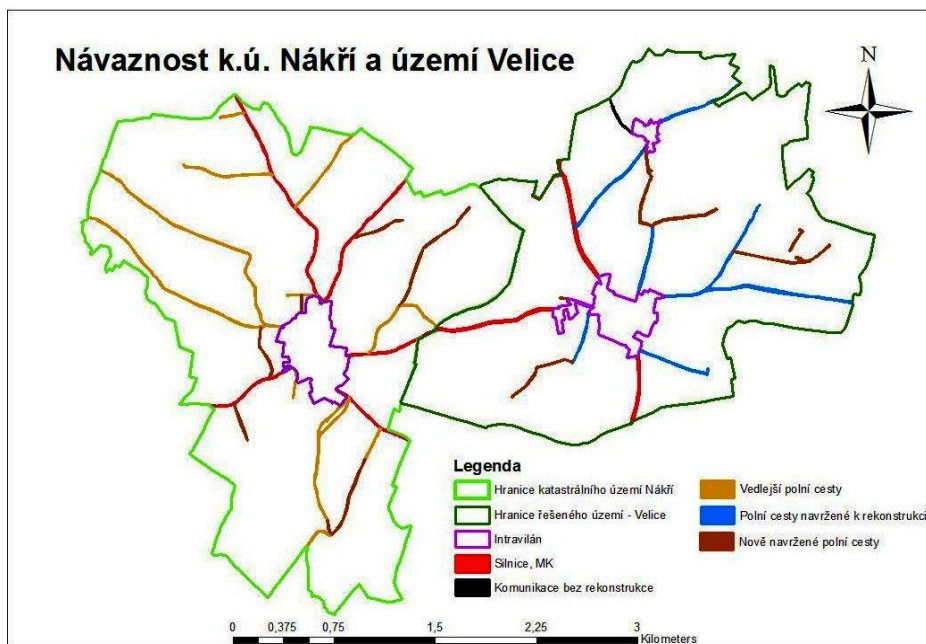 Návaznost k.ú. Nákří a území Velice
N
Legenda
Hranice katastrálního území Nákří
Hranice řešeného území - Velice
Intravilán
Silnice, MK
Komunikace bez rekonstrukce
Vedlejší polní cesty
Polní cesty navržené k rekonstrukci
Nově navržené polní cesty
0 0,375 0,75 1,5 2,25 3
Kilometers